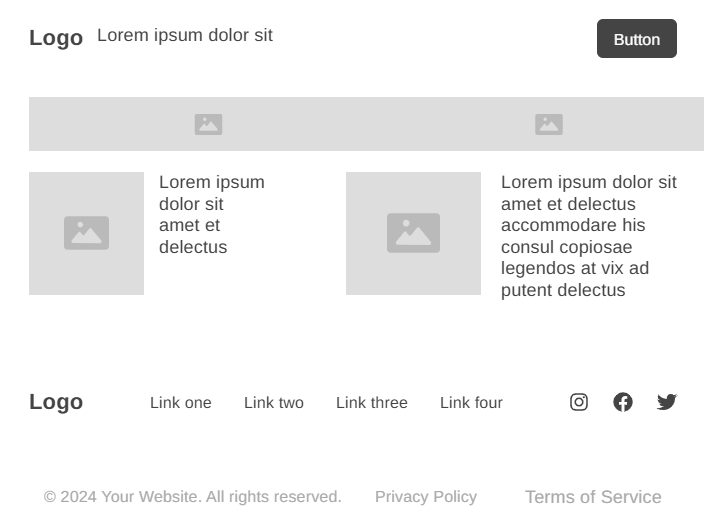 Logo
Lorem ipsum dolor sit
Button
Lorem ipsum
dolor sit
amet et
delectus
Lorem ipsum dolor sit
amet et delectus
accommodare his
consul copiosae
legendos at vix ad
putent delectus
Logo
Link one
Link two
Link three
Link four
© 2024 Your Website. All rights reserved.
Privacy Policy
Terms of Service